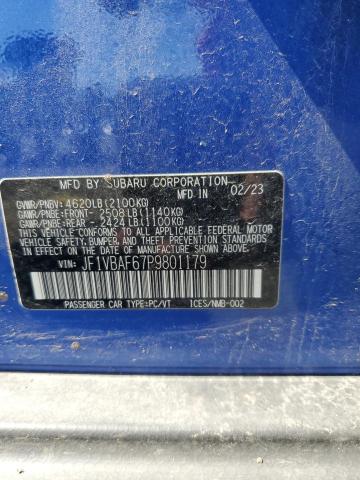 MFD BY SUBARU CORPORATION
IN 02/23
GVWR/PNBV: 4620LB(2100KG)
GAWR/PNBE:FRONT- 2508LB(1140KG)
GAWR/PNBE:REAR - 2424LB(1100KG)
THIS VEHICLE CONFORMS TO ALL APPLICABLE FEDERAL MOTOR
VEHICLE SAFETY, BUMPER, AND THEFT PREVENTION
STANDARDS IN EFFECT ON THE DATE OF MANUFACTURE SHOWN ABOVE.
VIN: JF1VBAF67P9801179
PASSENGER CAR TYPE:PC/VT ICES/NMB-002